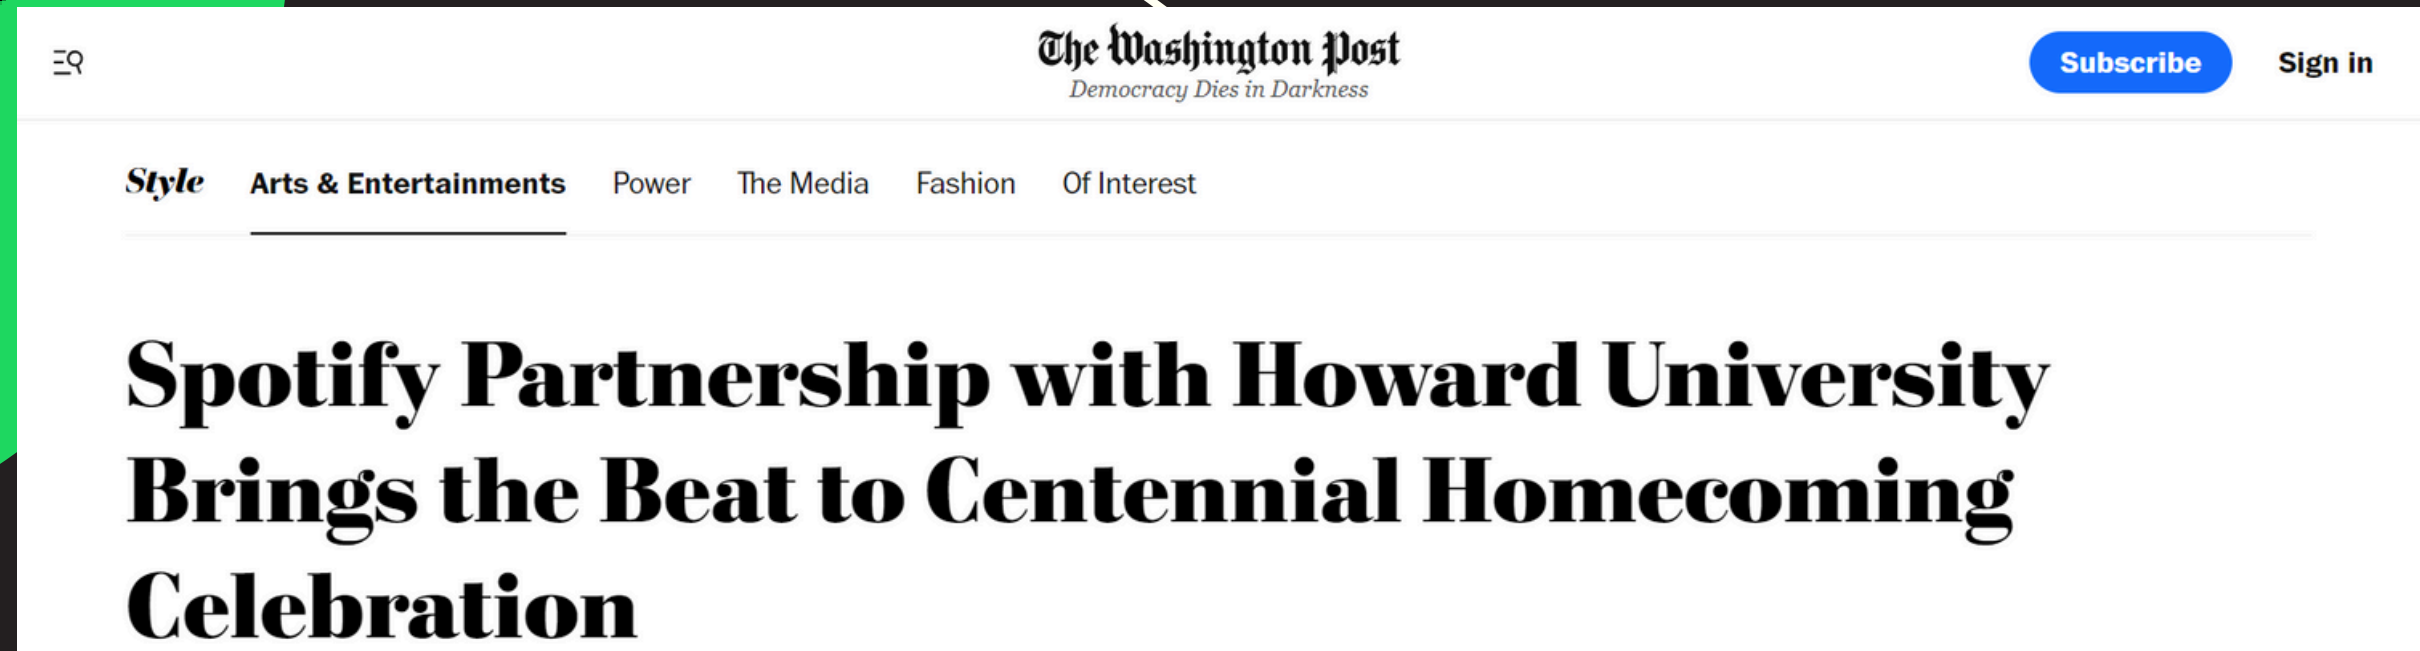 The Washington Post
Democracy Dies in Darkness
Subscribe
Sign in
Style Arts & Entertainments Power The Media Fashion Of Interest
Spotify Partnership with Howard University
Brings the Beat to Centennial Homecoming
Celebration